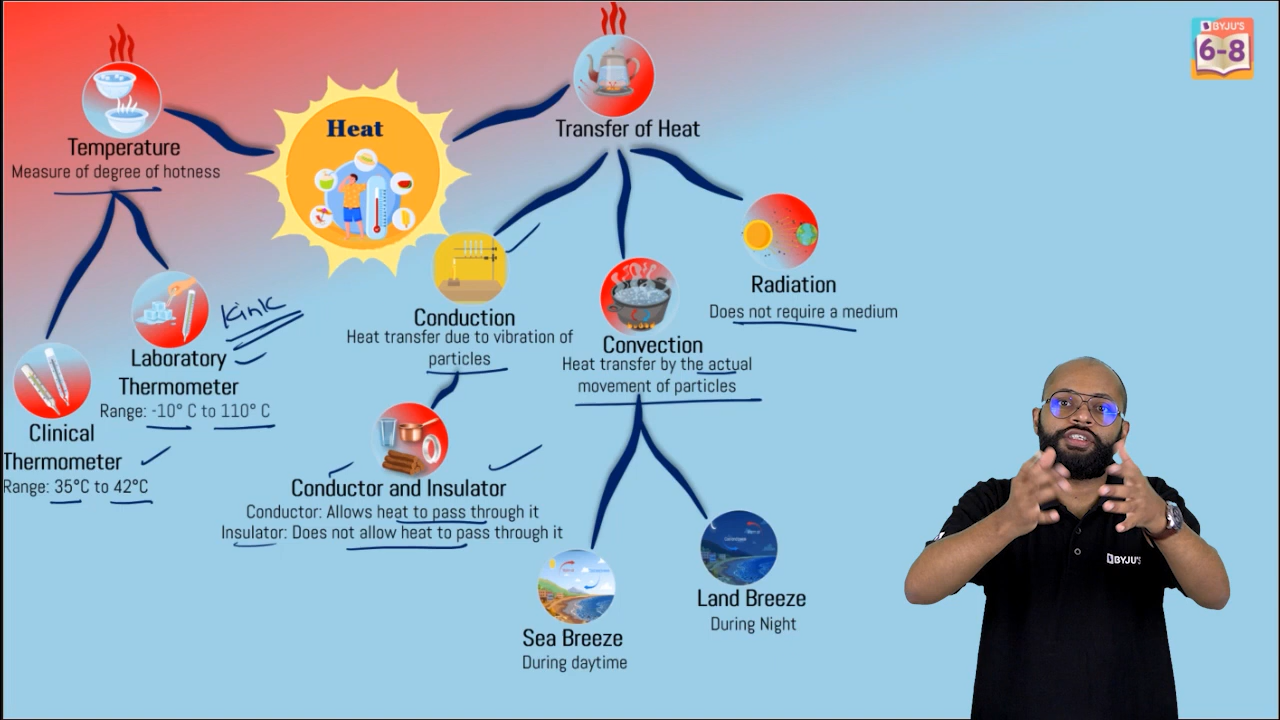 BYJU'S
6-8
Heat
Temperature
Measure of degree of hotness
Laboratory
Thermometer
Range: -10° C to 110° C
Kink
Clinical
Thermometer
Range: 35°C to 42°C
Transfer of Heat
Conduction
Heat transfer due to vibration of
particles
Conductor and Insulator
Conductor: Allows heat to pass through it
Insulator: Does not allow heat to pass through it
Convection
Heat transfer by the actual
movement of particles
Sea Breeze
During daytime
Land Breeze
During Night
Radiation
Does not require a medium
BYJU'S